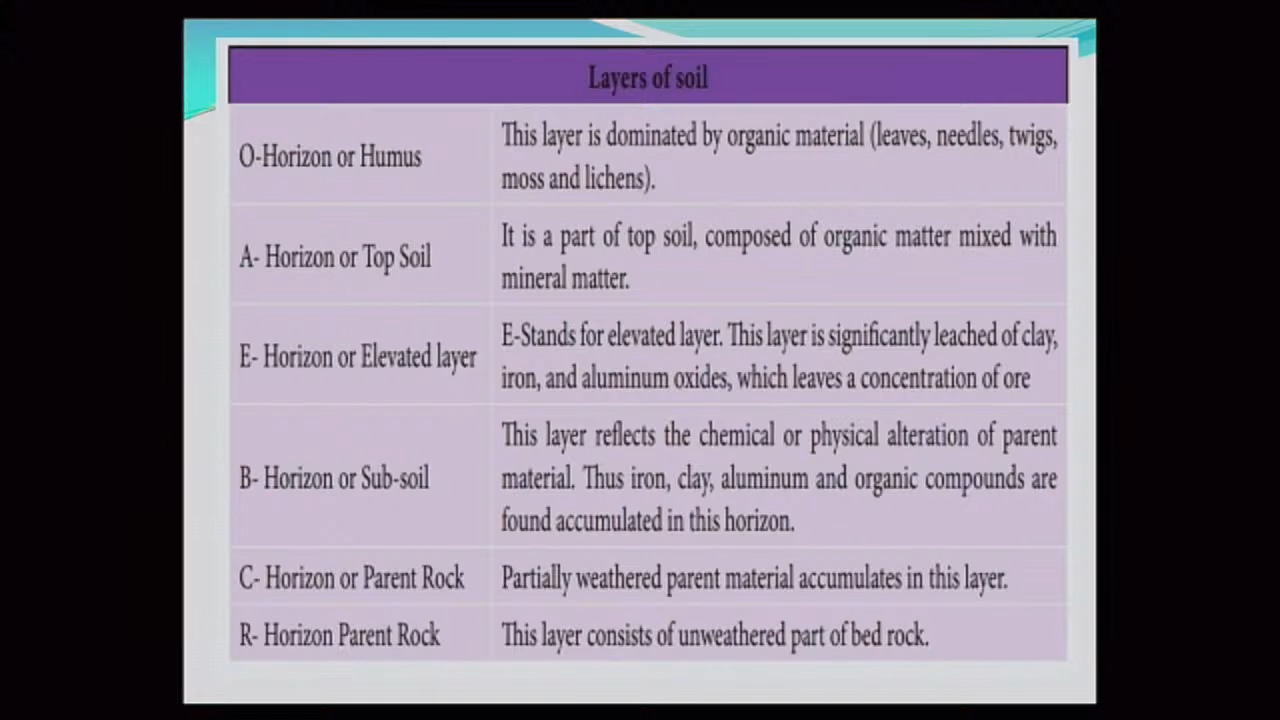 Layers of soil
O-Horizon or Humus
This layer is dominated by organic material (leaves, needles, twigs,
moss and lichens).
A- Horizon or Top Soil
It is a part of top soil, composed of organic matter mixed with
mineral matter.
E- Horizon or Elevated layer
E-Stands for elevated layer. This layer is significantly leached of clay,
iron, and aluminum oxides, which leaves a concentration of ore
B- Horizon or Sub-soil
This layer reflects the chemical or physical alteration of parent
material. Thus iron, clay, aluminum and organic compounds are
found accumulated in this horizon.
C- Horizon or Parent Rock
Partially weathered parent material accumulates in this layer.
R- Horizon Parent Rock
This layer consists of unweathered part of bed rock.